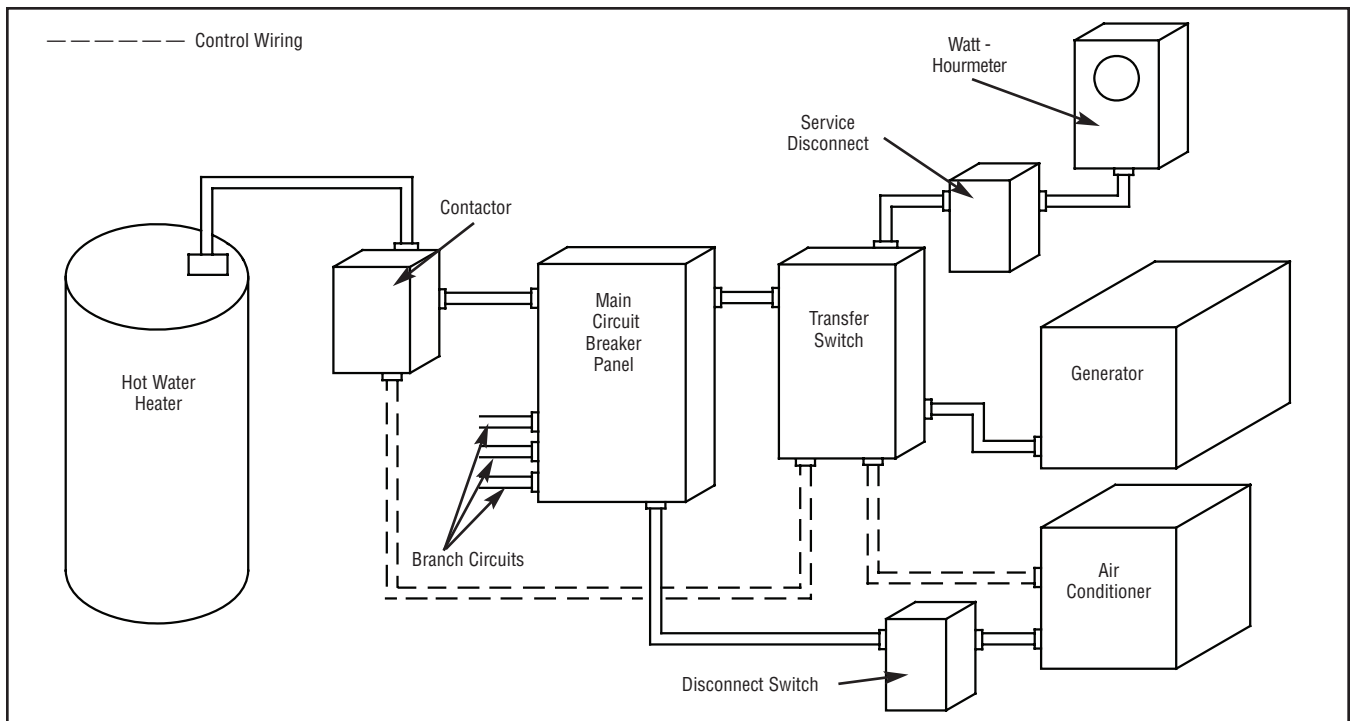 Control Wiring
Watt -
Hourmeter
Service
Disconnect
Contactor
Main
Circuit
Breaker
Panel
Transfer
Switch
Generator
Hot Water
Heater
Branch Circuits
Air
Conditioner
Disconnect Switch